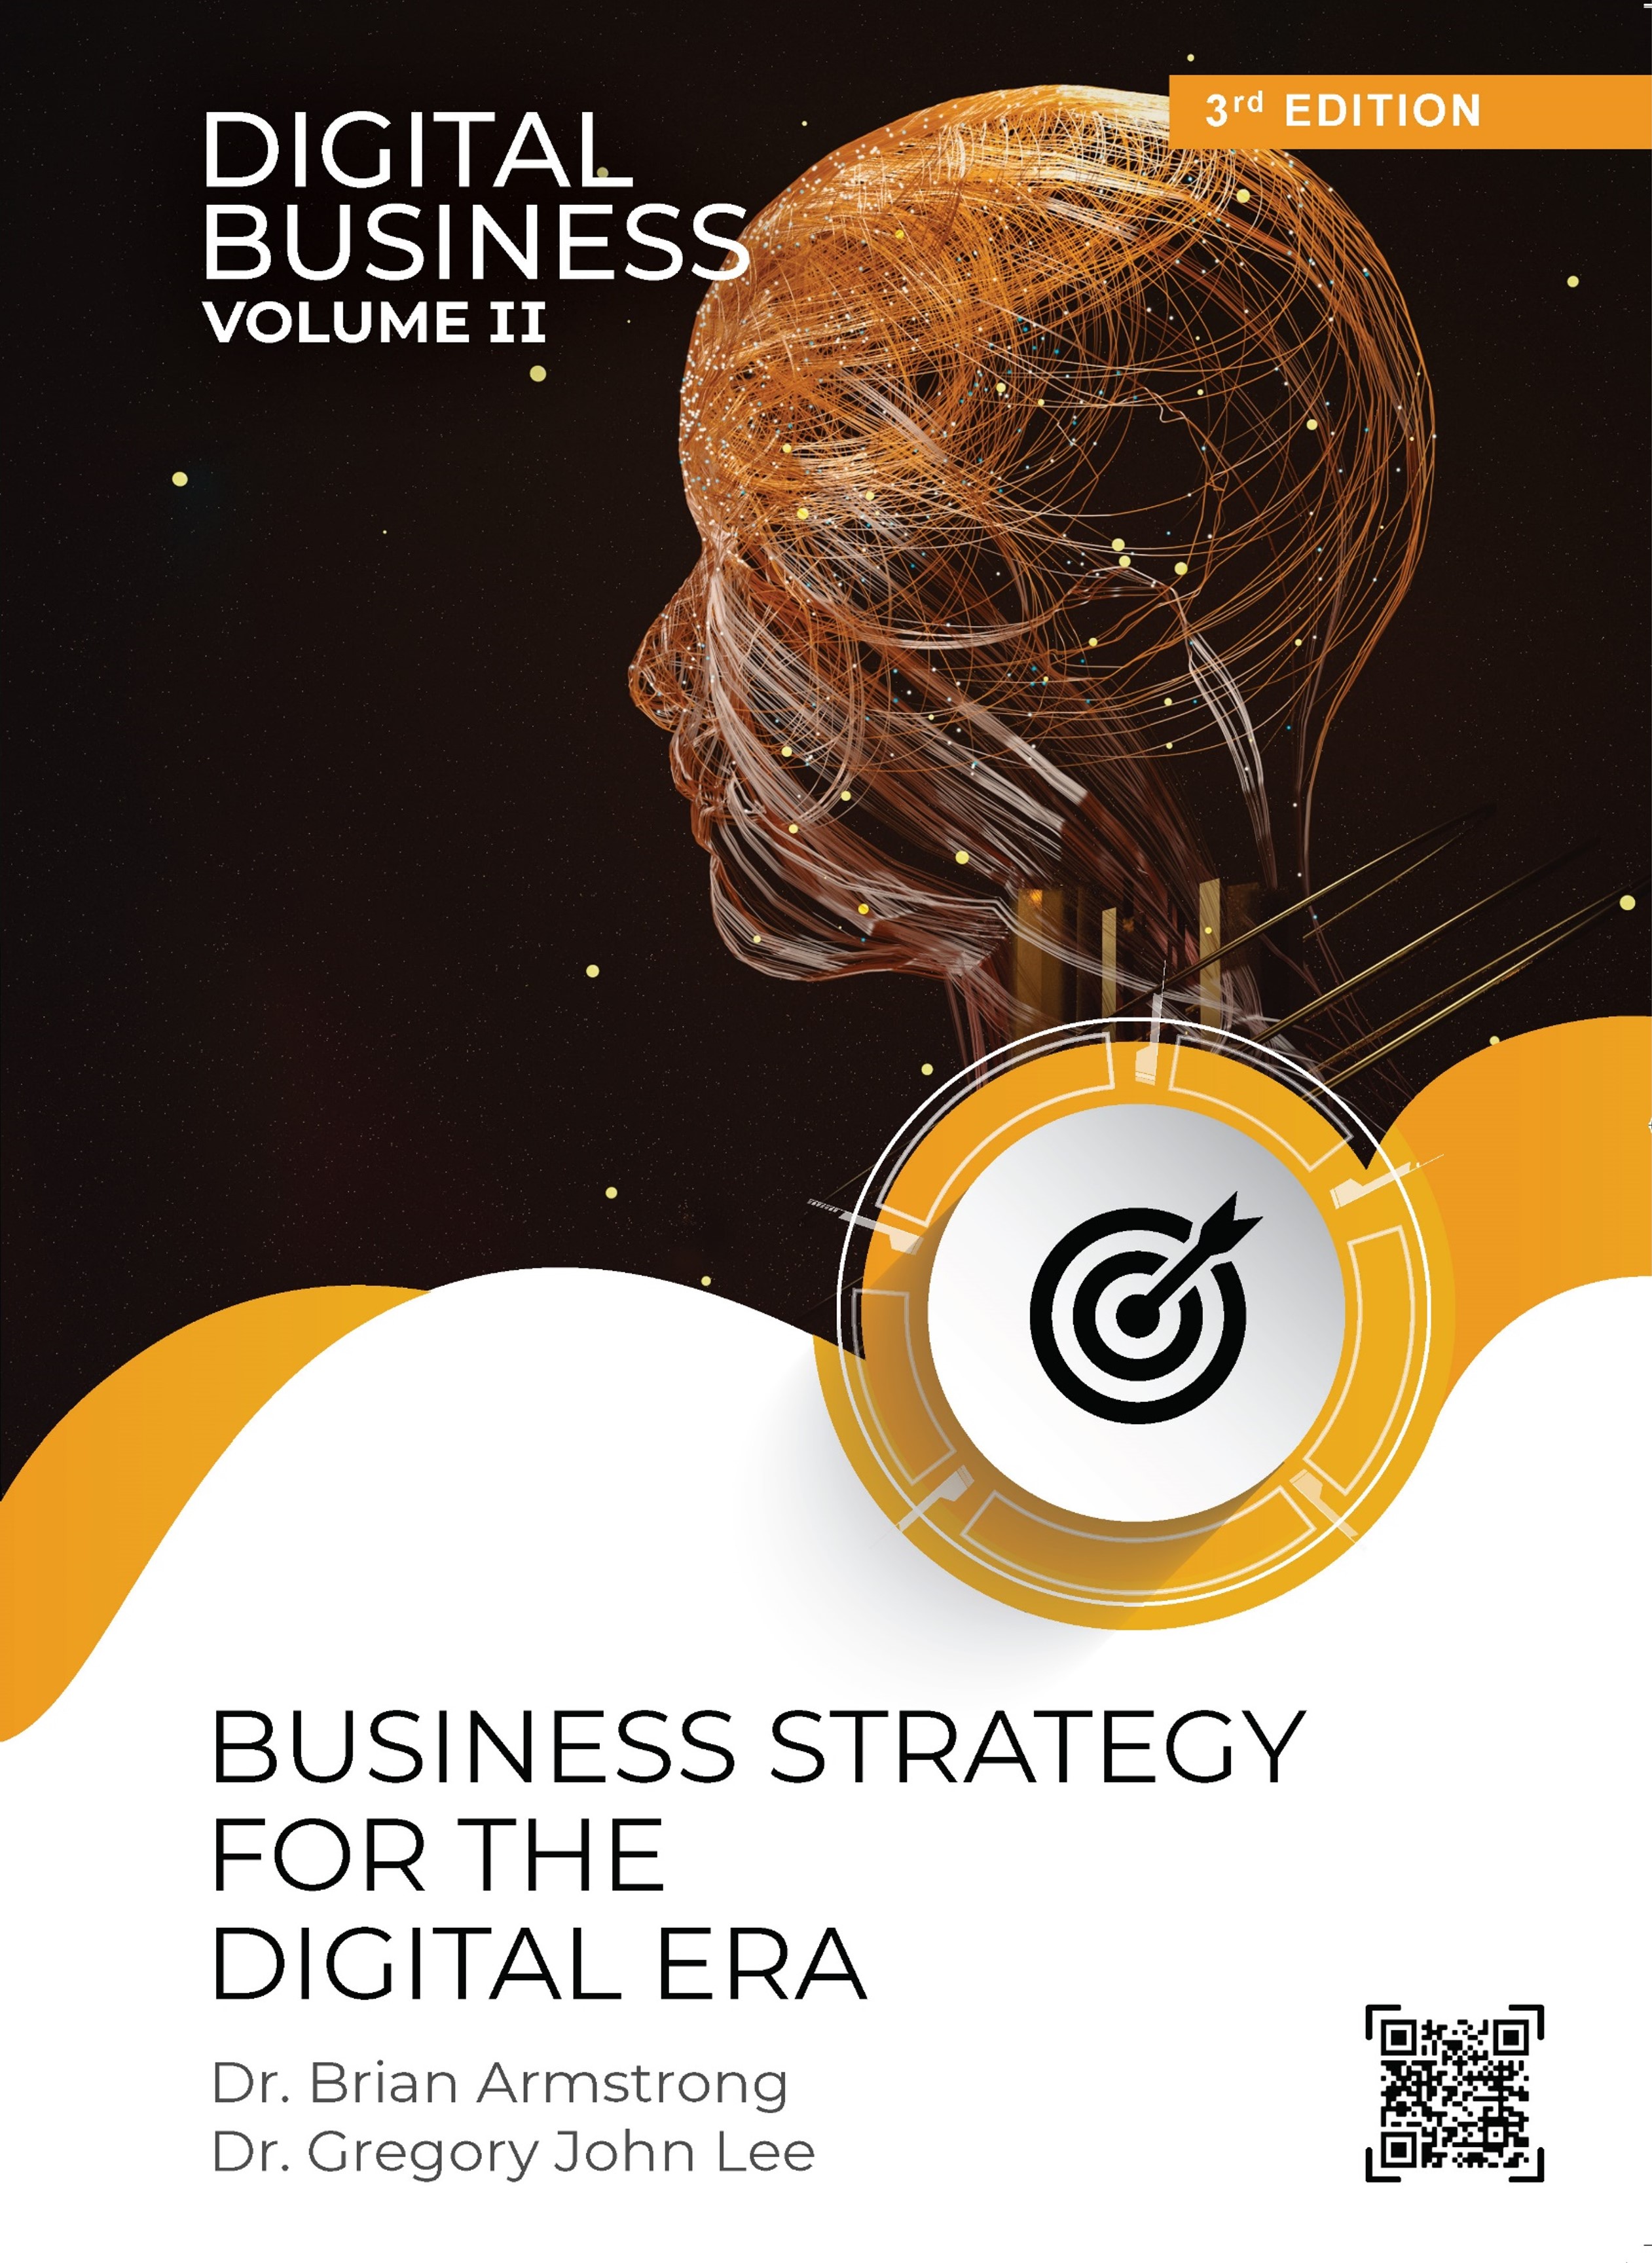 3rd EDITION
DIGITAL
BUSINESS
VOLUME II
BUSINESS STRATEGY
FOR THE
DIGITAL ERA
Dr. Brian Armstrong
Dr. Gregory John Lee